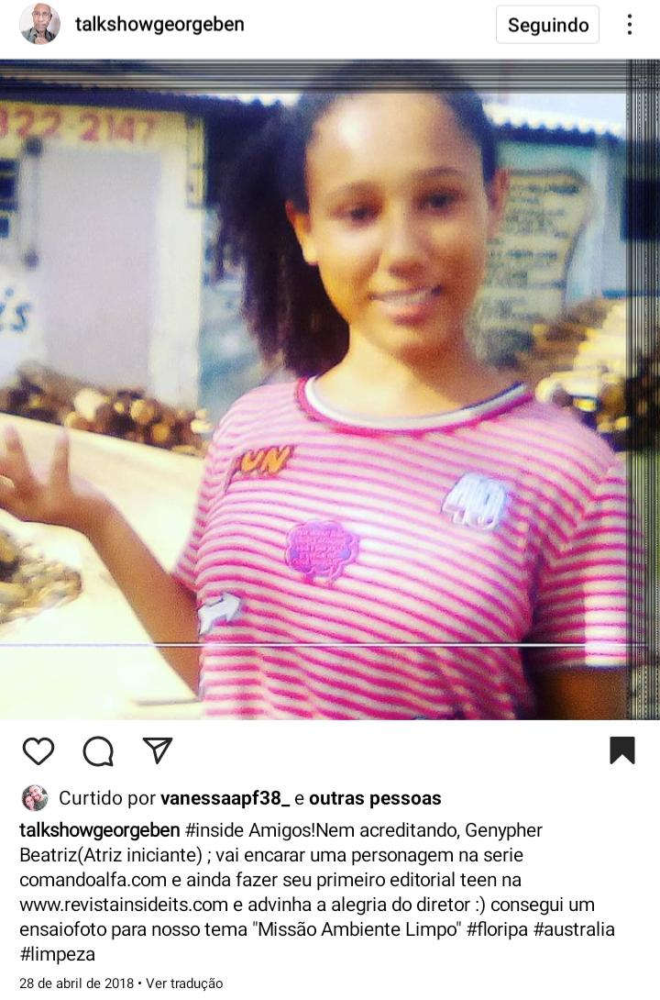 talkshowgeorgeben
Seguindo
322-2147
is
UN
Curtido por vanessaapf38_ e outras pessoas
talkshowgeorgeben #inside Amigos!Nem acreditando, Genypher
Beatriz(Atriz iniciante) ; vai encarar uma personagem na serie
comandoalfa.com e ainda fazer seu primeiro editorial teen na
www.revistainsideits.com e advinha a alegria do diretor :) consegui um
ensaiofoto para nosso tema "Missão Ambiente Limpo" #floripa #australia
#limpeza
28 de abril de 2018 • Ver tradução